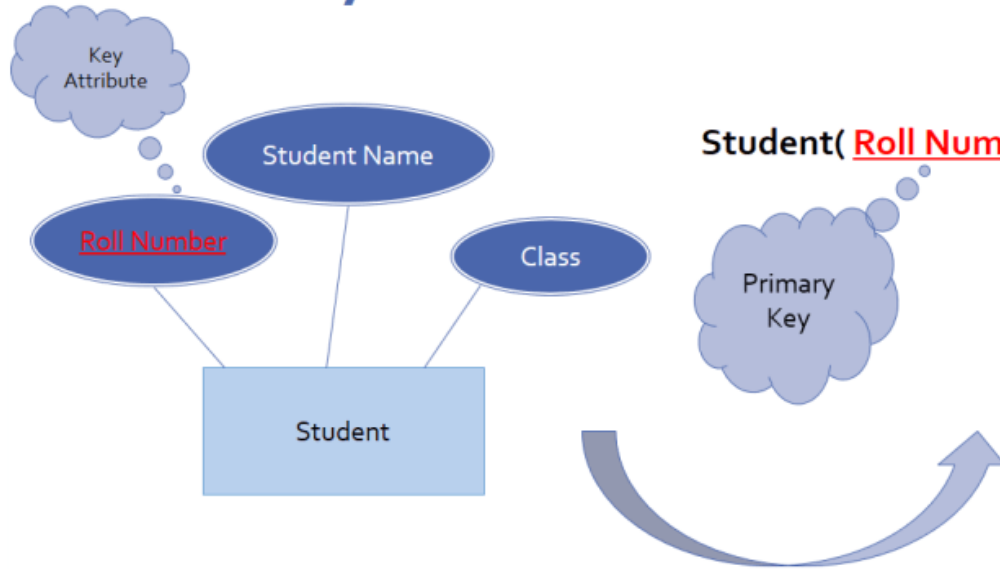 Key
Attribute
Student Name
Student( Roll Num
Roll Number
Class
Primary
Key
Student